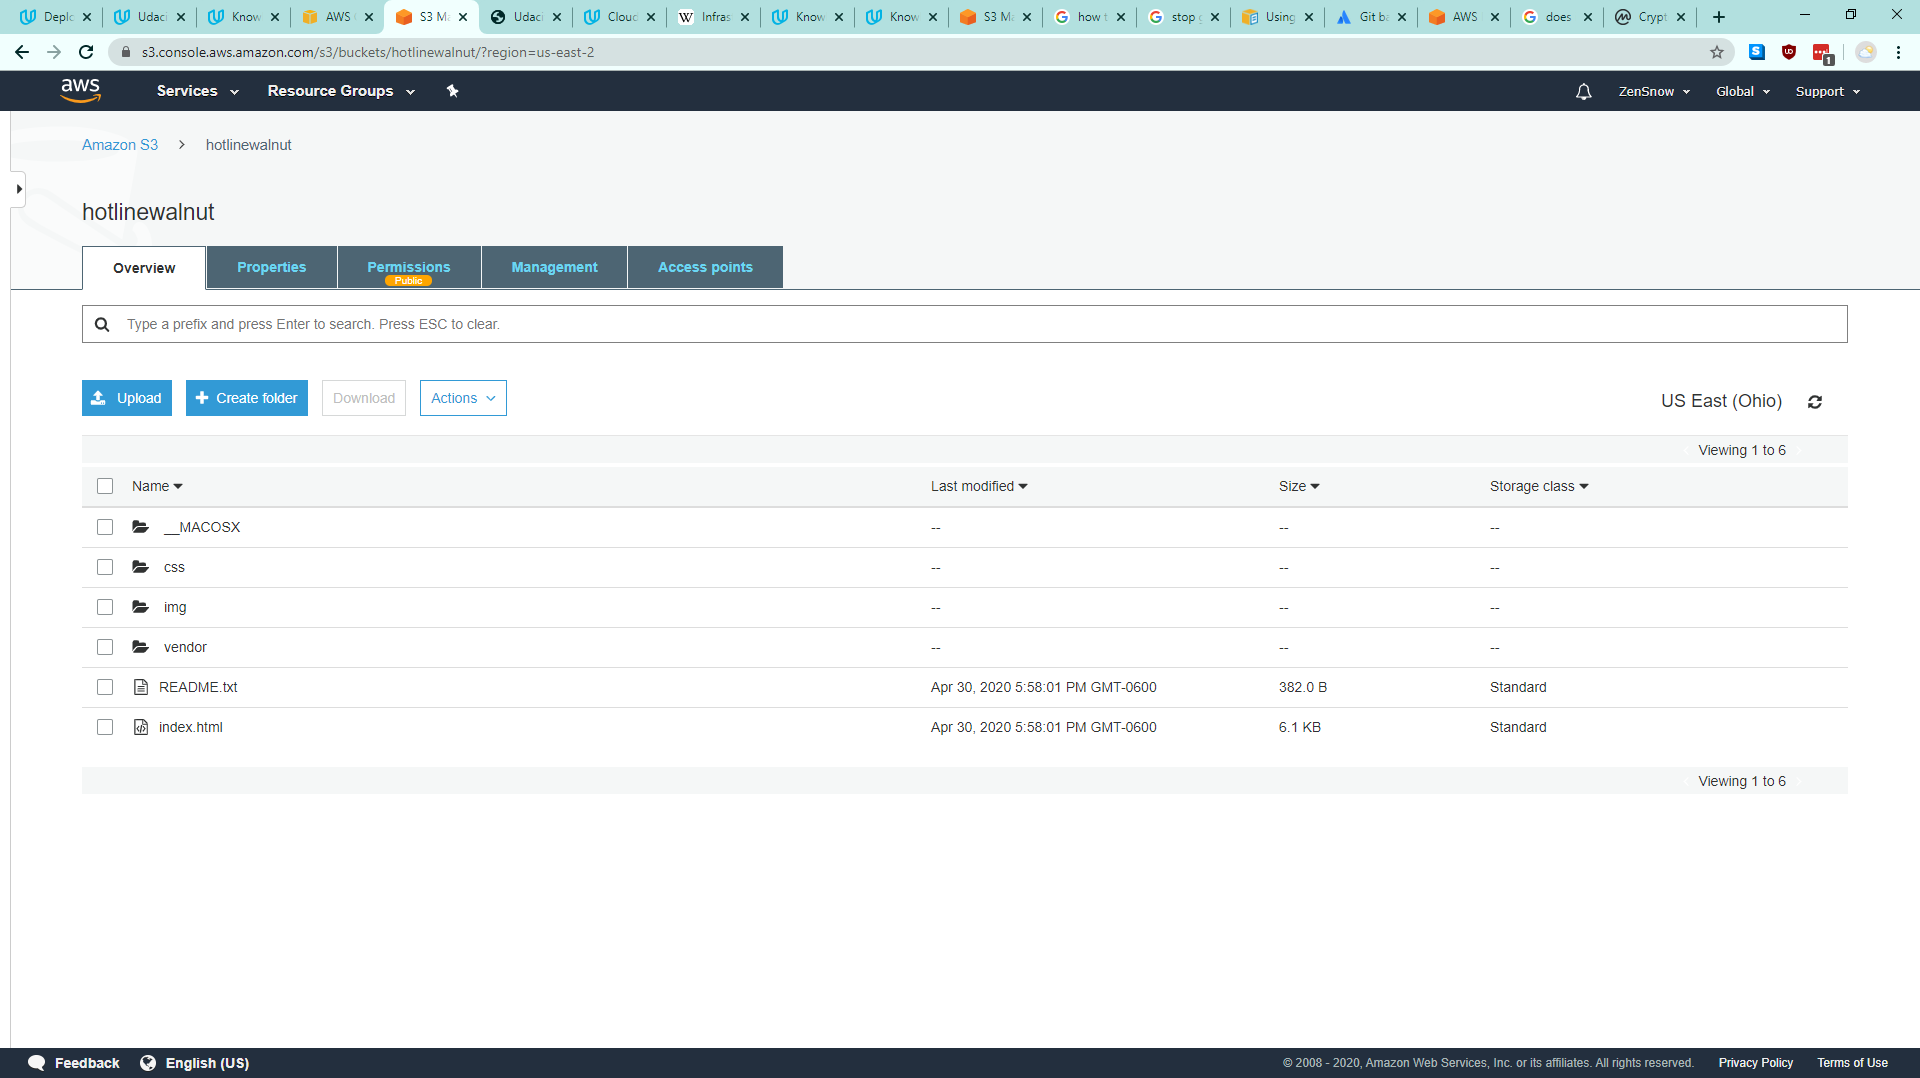 Deplo Udaci Know AWS S3 Ma Udaci Cloud Infras Know Know S3 Ma how t stop g Using Git ba AWS does Crypt
s3.console.aws.amazon.com/s3/buckets/hotlinewalnut/?region=us-east-2
aws Services Resource Groups ZenSnow Global Support
Amazon S3 > hotlinewalnut
hotlinewalnut
Overview Properties Permissions Management Access points
Public
Type a prefix and press Enter to search. Press ESC to clear.
Upload Create folder Download Actions US East (Ohio)
Viewing 1 to 6
Name Last modified Size Storage class
__MACOSX -- -- --
css -- -- --
img -- -- --
vendor -- -- --
README.txt Apr 30, 2020 5:58:01 PM GMT-0600 382.0 B Standard
index.html Apr 30, 2020 5:58:01 PM GMT-0600 6.1 KB Standard
Viewing 1 to 6
Feedback English (US) © 2008 - 2020, Amazon Web Services, Inc. or its affiliates. All rights reserved. Privacy Policy Terms of Use